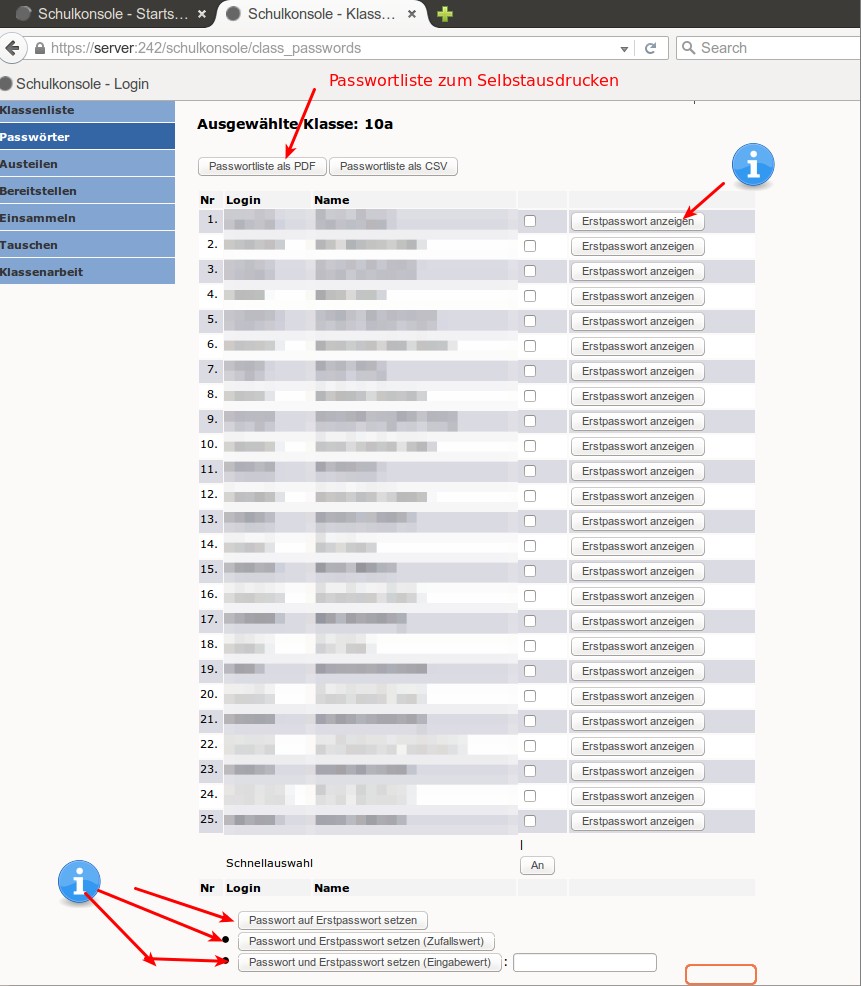 Schulkonsole - Starts...
Schulkonsole - Klass...
https://server:242/schulkonsole/class_passwords
Search
Schulkonsole - Login
Passwortliste zum Selbstausdrucken
Klassenliste
Passwörter
Austeilen
Bereitstellen
Einsammeln
Tauschen
Klassenarbeit
Ausgewählte Klasse: 10a
Passwortliste als PDF Passwortliste als CSV
Nr Login Name
1. Erstpasswort anzeigen
2. Erstpasswort anzeigen
3. Erstpasswort anzeigen
4. Erstpasswort anzeigen
5. Erstpasswort anzeigen
6. Erstpasswort anzeigen
7. Erstpasswort anzeigen
8. Erstpasswort anzeigen
9. Erstpasswort anzeigen
10. Erstpasswort anzeigen
11. Erstpasswort anzeigen
12. Erstpasswort anzeigen
13. Erstpasswort anzeigen
14. Erstpasswort anzeigen
15. Erstpasswort anzeigen
16. Erstpasswort anzeigen
17. Erstpasswort anzeigen
18. Erstpasswort anzeigen
19. Erstpasswort anzeigen
20. Erstpasswort anzeigen
21. Erstpasswort anzeigen
22. Erstpasswort anzeigen
23. Erstpasswort anzeigen
24. Erstpasswort anzeigen
25. Erstpasswort anzeigen
Schnellauswahl An
Nr Login Name
Passwort auf Erstpasswort setzen
Passwort und Erstpasswort setzen (Zufallswert)
Passwort und Erstpasswort setzen (Eingabewert) :